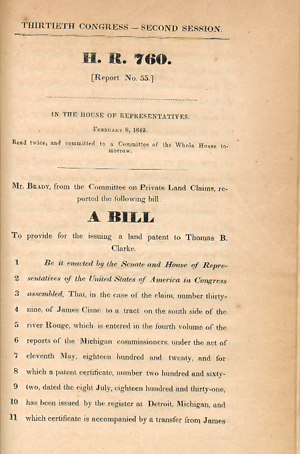 THIRTIETH CONGRESS — SECOND SESSION.
H. R. 760.
[Report No. 55.]
IN THE HOUSE OF REPRESENTATIVES.
FEBRUARY 8, 1849.
Read twice, and committed to a Committee of the Whole House to-
morrow.
MR. BRADY, from the Committee on Private Land Claims, re-
ported the following bill
A BILL
To provide for the issuing a land patent to Thomas B.
Clarke.
1 Be it enacted by the Senate and House of Repre-
2 sentatives of the United States of America in Congress
3 assembled, That, in the case of the claim, number thirty-
4 nine, of James Cisne to a tract on the south side of the
5 river Rouge, which is entered in the fourth volume of the
6 reports of the Michigan commissioners, under the act of
7 eleventh May, eighteen hundred and twenty, and for
8 which a patent certificate, number two hundred and sixty-
9 two, dated the eight July, eighteen hundred and thirty-one,
10 has been issued by the register at Detroit, Michigan, and
11 which certificate is accompanied by a transfer from James